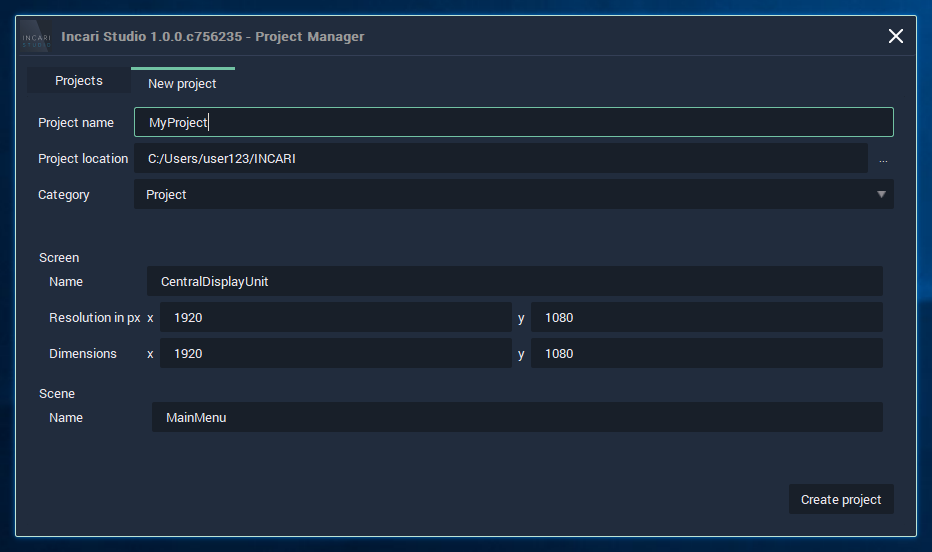 INCARI
STUDIO
Incari Studio 1.0.0.c756235 - Project Manager
Projects
New project
Project name
MyProject
Project location
C:/Users/user123/INCARI
...
Category
Project
Screen
Name
CentralDisplayUnit
Resolution in px x 1920 y 1080
Dimensions x 1920 y 1080
Scene
Name
MainMenu
Create project